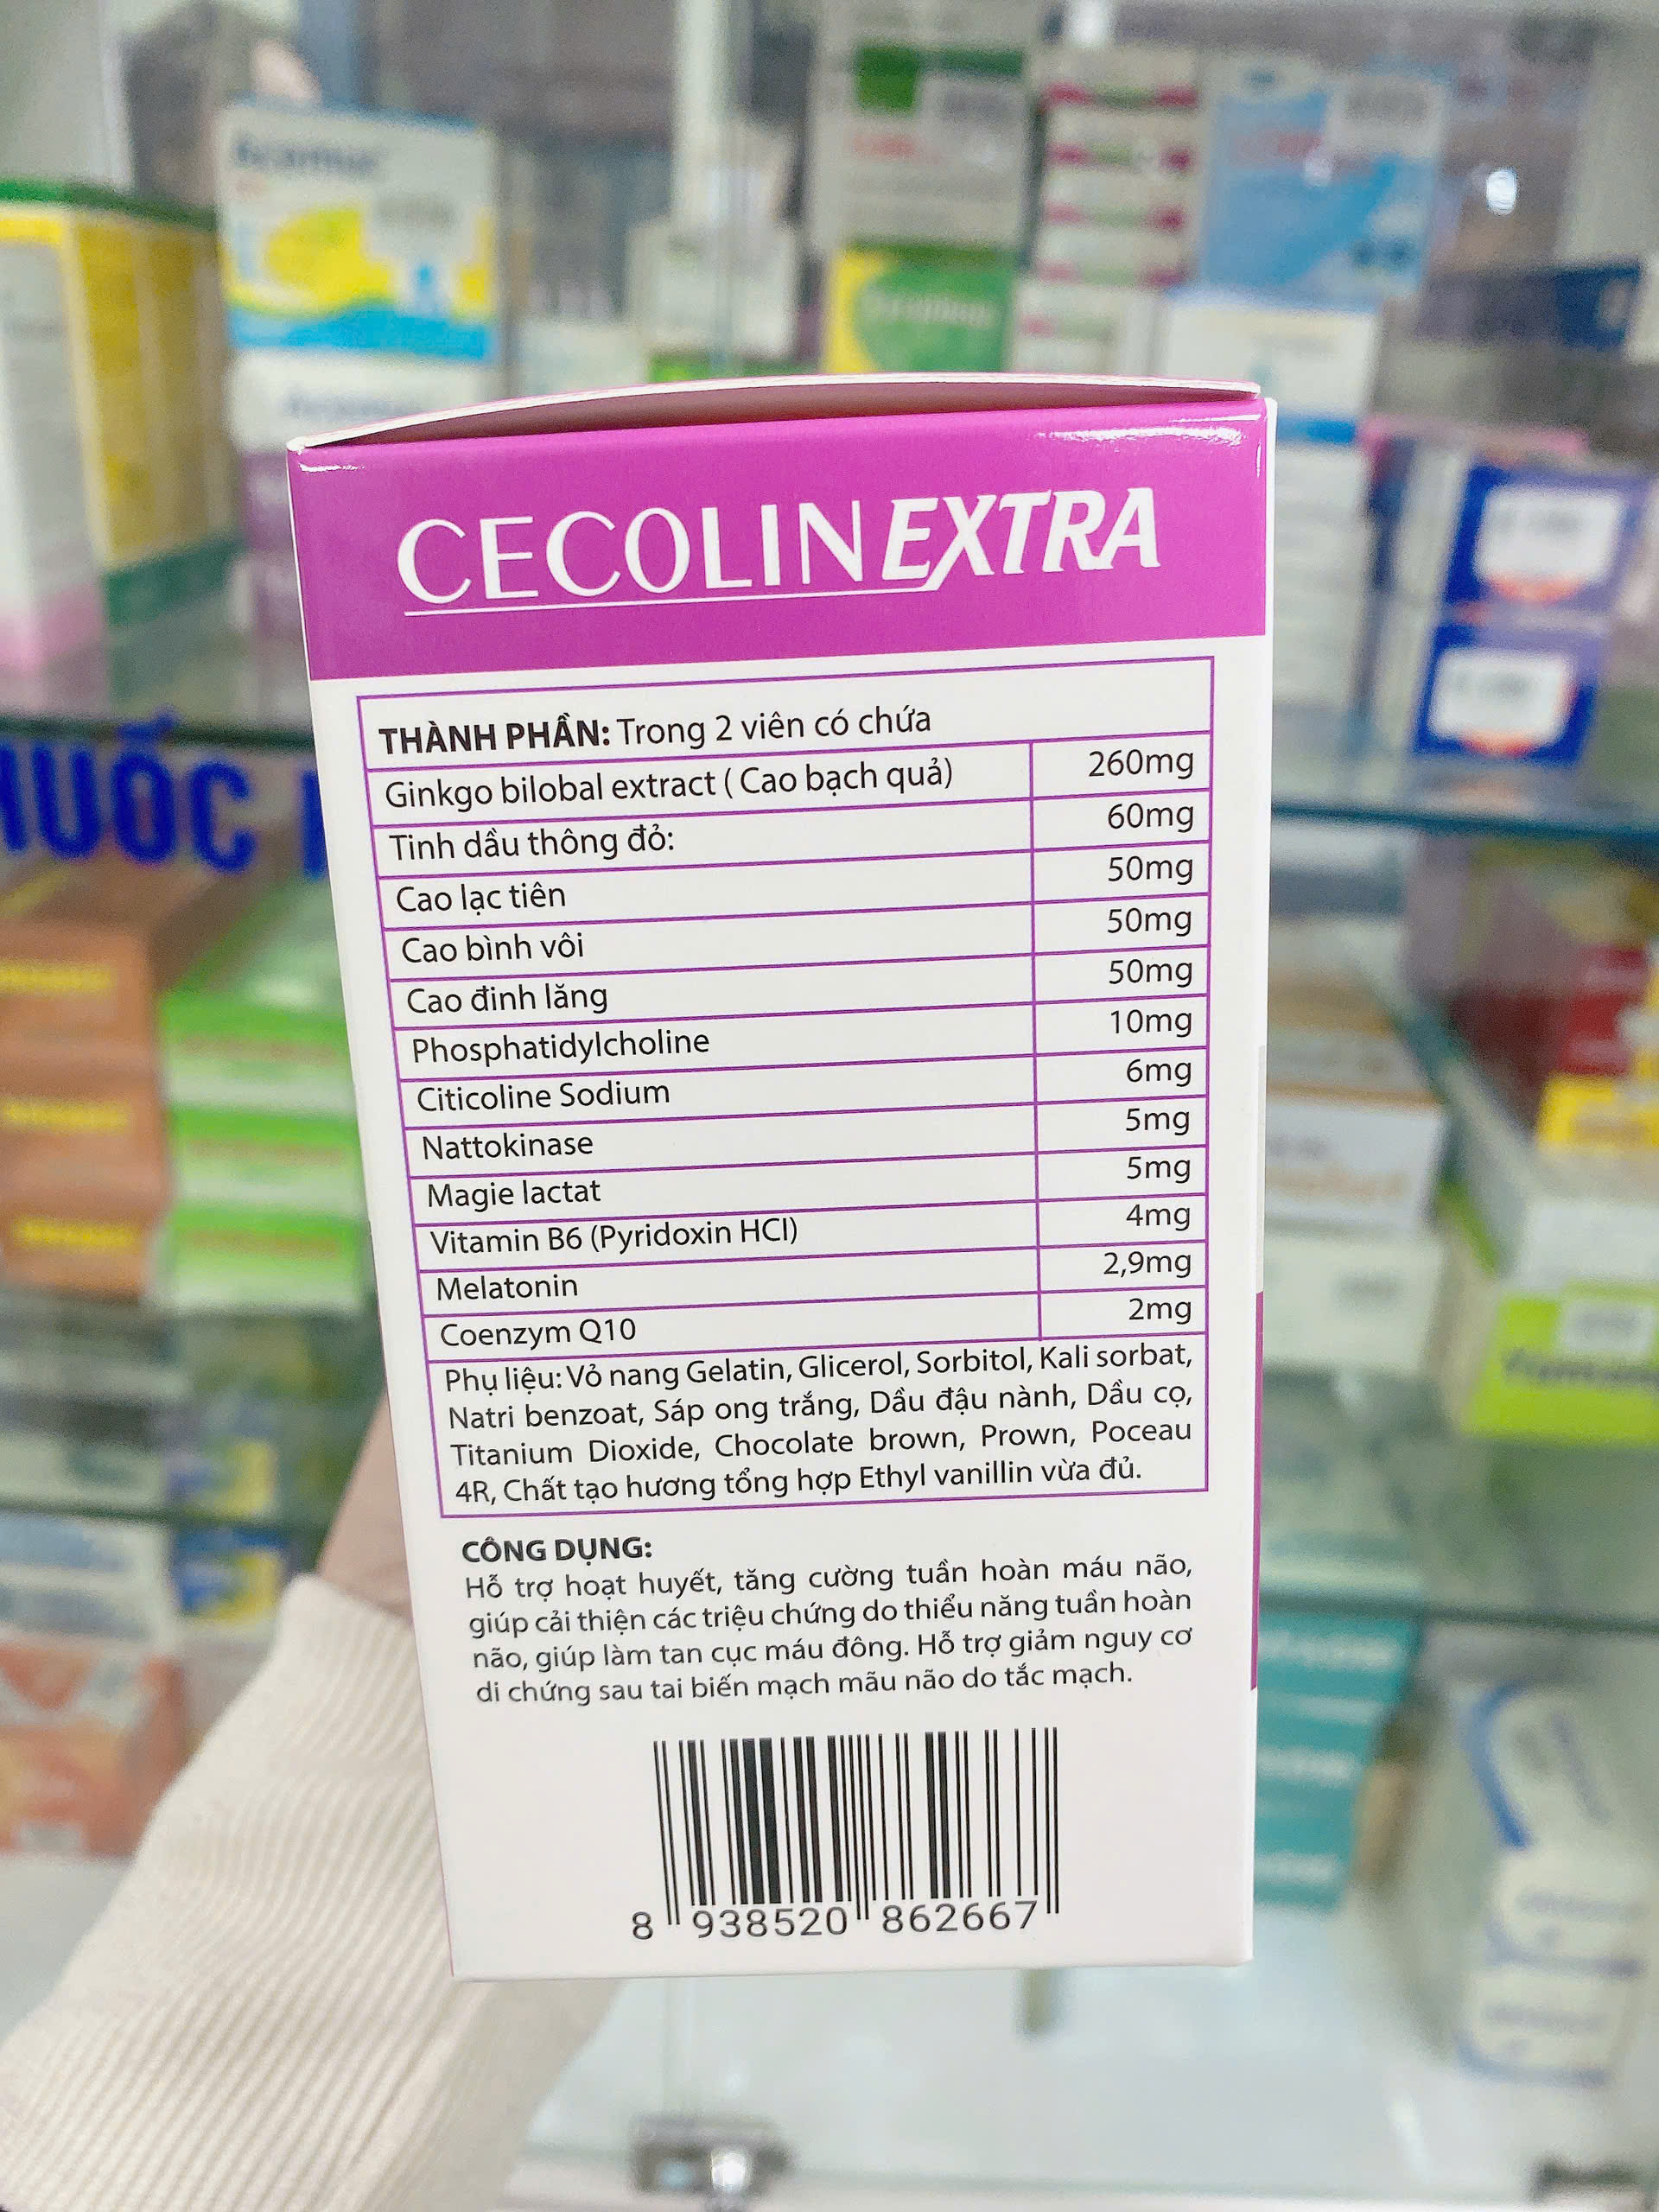 CECOLIN EXTRA
THÀNH PHẦN: Trong 2 viên có chứa
Ginkgo bilobal extract ( Cao bạch quả) 260mg
Tinh dầu thông đỏ: 60mg
Cao lạc tiên 50mg
Cao bình vôi 50mg
Cao đinh lăng 50mg
Phosphatidylcholine 10mg
Citicoline Sodium 6mg
Nattokinase 5mg
Magie lactat 5mg
Vitamin B6 (Pyridoxin HCl) 4mg
Melatonin 2,9mg
Coenzym Q10 2mg
Phụ liệu: Vỏ nang Gelatin, Glicerol, Sorbitol, Kali sorbat,
Natri benzoat, Sáp ong trắng, Dầu đậu nành, Dầu cọ,
Titanium Dioxide, Chocolate brown, Prown, Poceau
4R, Chất tạo hương tổng hợp Ethyl vanillin vừa đủ.
CÔNG DỤNG:
Hỗ trợ hoạt huyết, tăng cường tuần hoàn máu não,
giúp cải thiện các triệu chứng do thiểu năng tuần hoàn
não, giúp làm tan cục máu đông. Hỗ trợ giảm nguy cơ
di chứng sau tai biến mạch mãu não do tắc mạch.
8 938520 862667